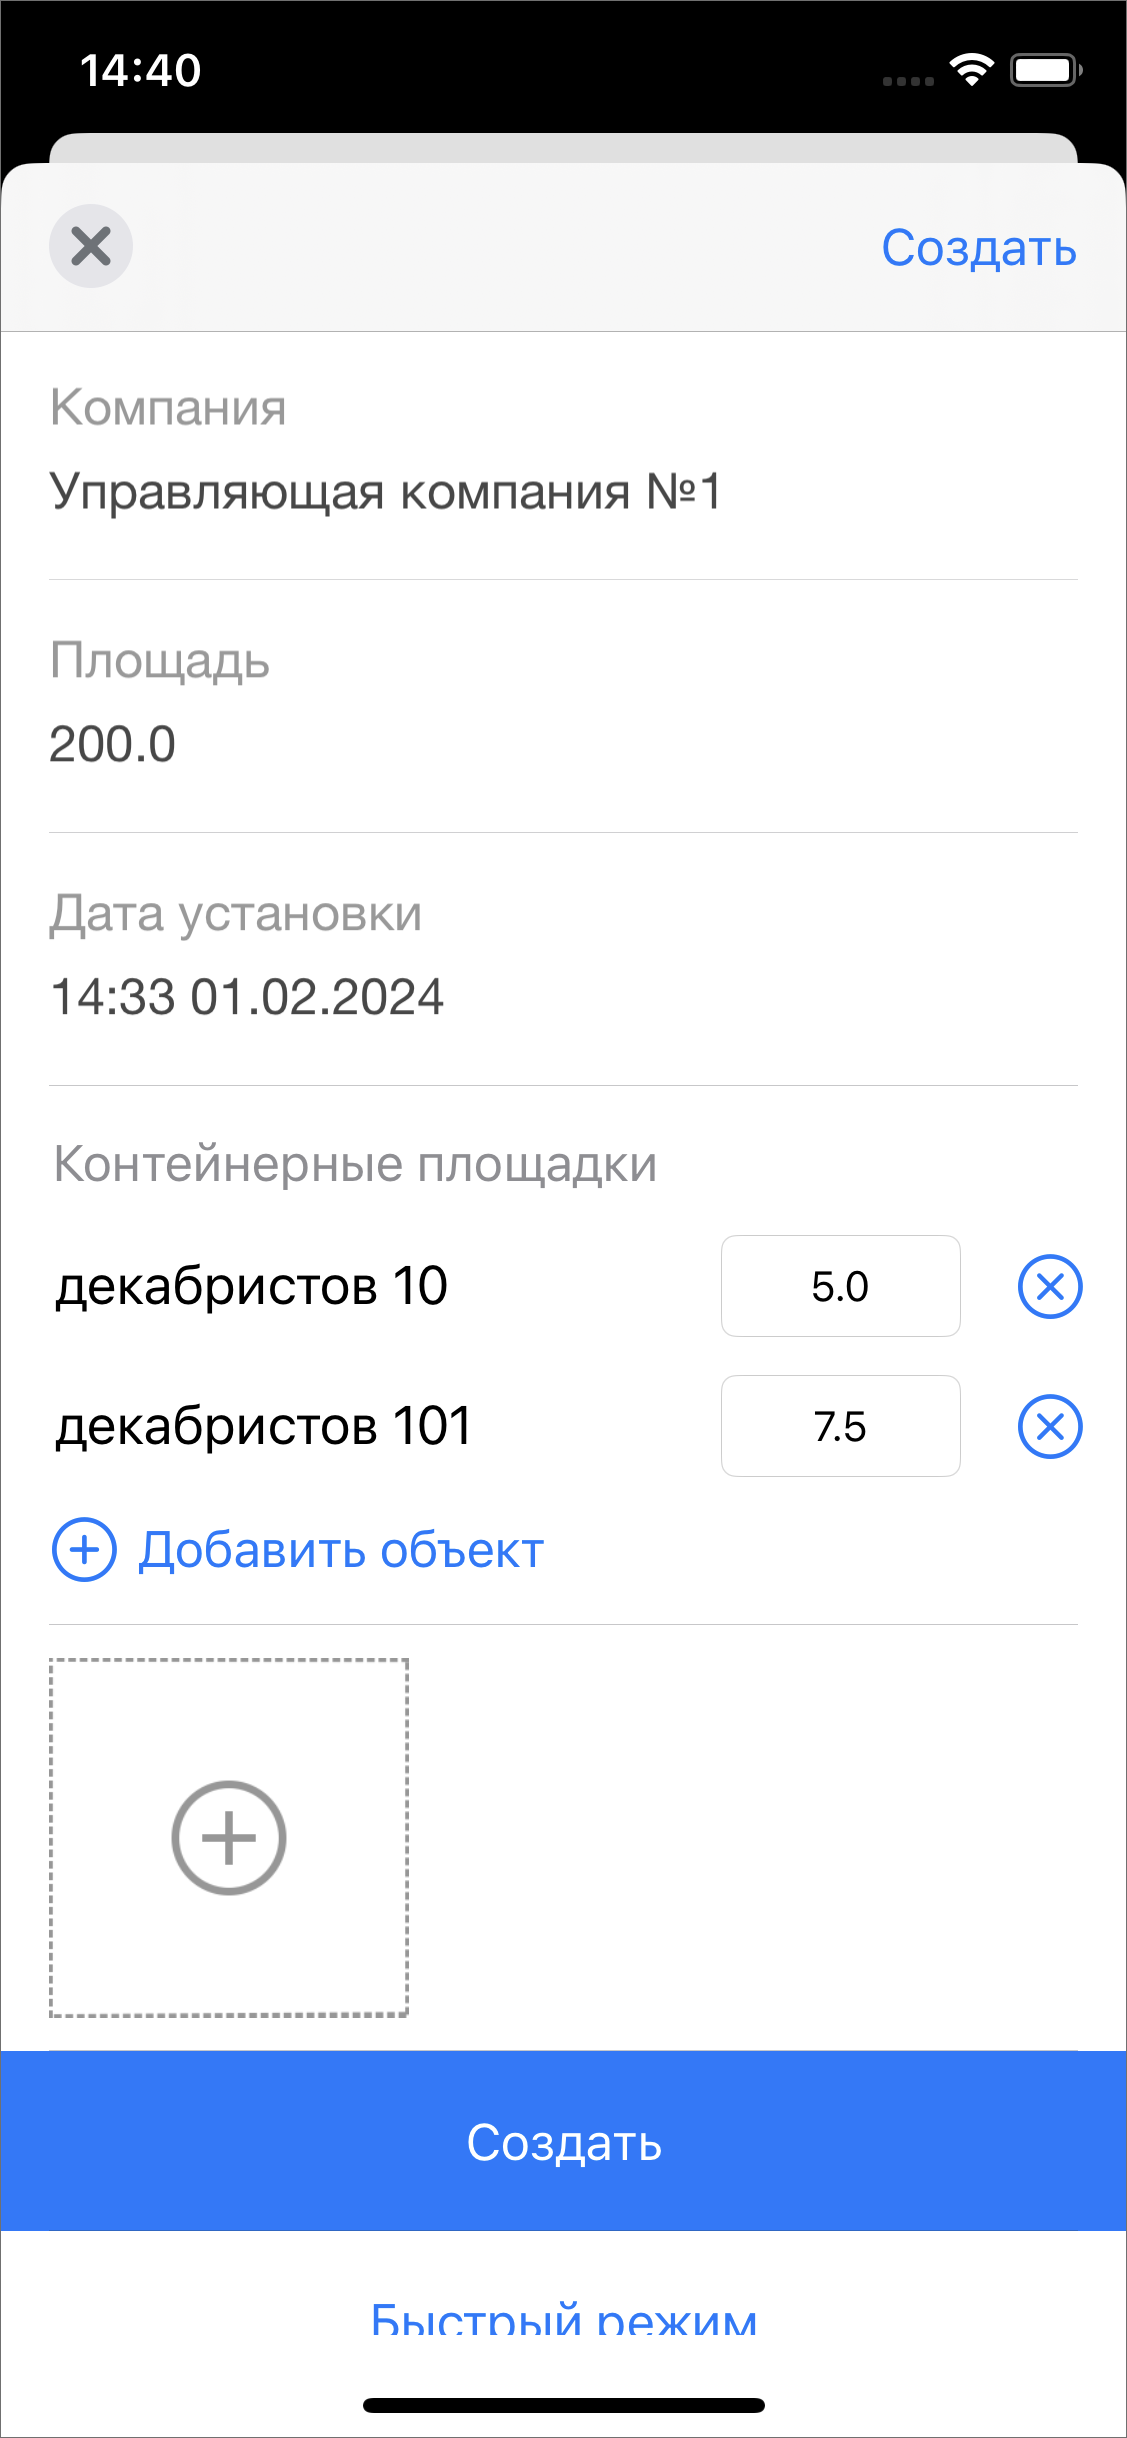 14:40
Создать
Компания
Управляющая компания №1
Площадь
200.0
Дата установки
14:33 01.02.2024
Контейнерные площадки
декабристов 10
5.0
декабристов 101
7.5
Добавить объект
Создать
Быстрый режим